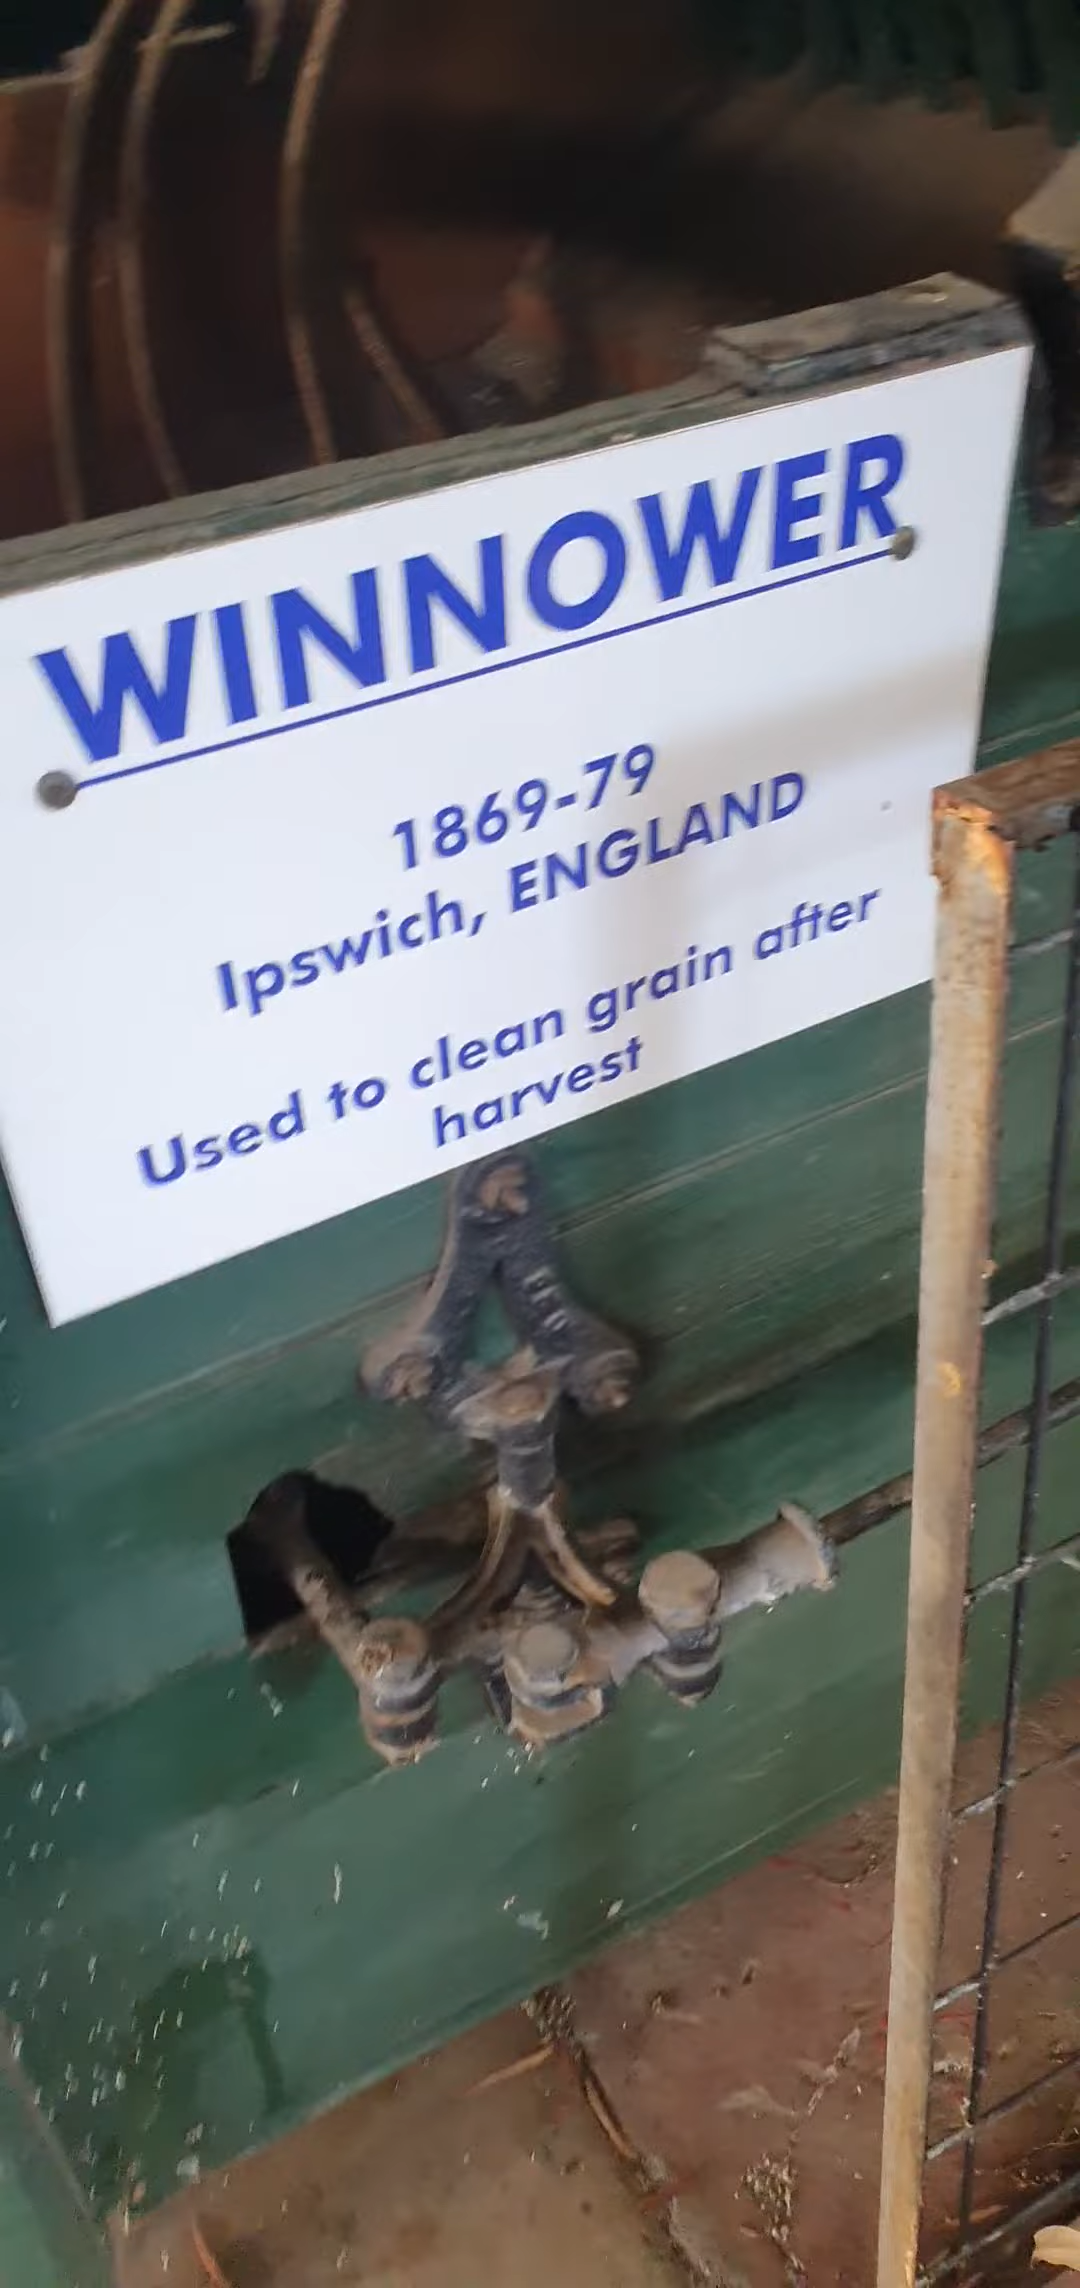 WINNOWER
1869-79
Ipswich, ENGLAND
Used to clean grain after
harvest